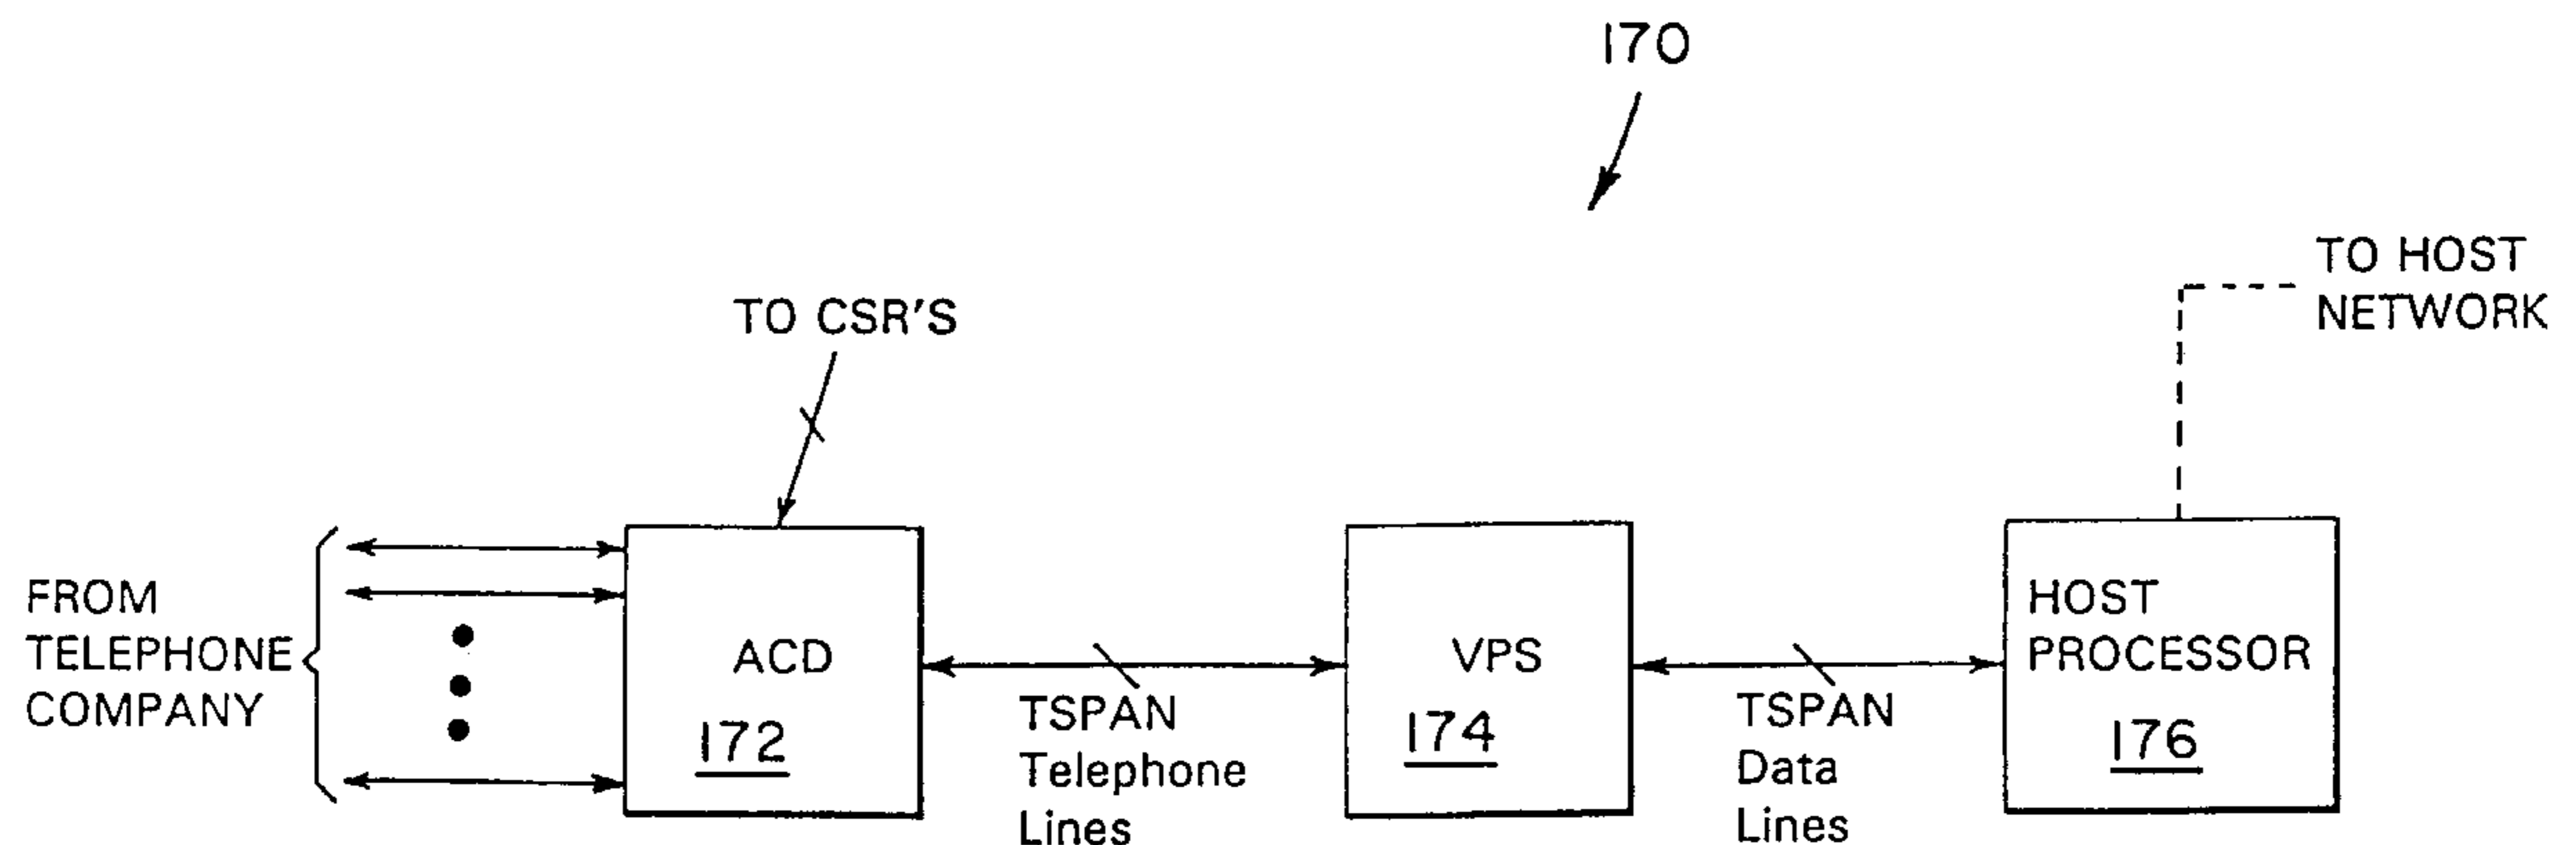 170
TO HOST
NETWORK
TO CSR'S
FROM
TELEPHONE
COMPANY
ACD
172
TSPAN
Telephone
Lines
VPS
174
TSPAN
Data
Lines
HOST
PROCESSOR
176